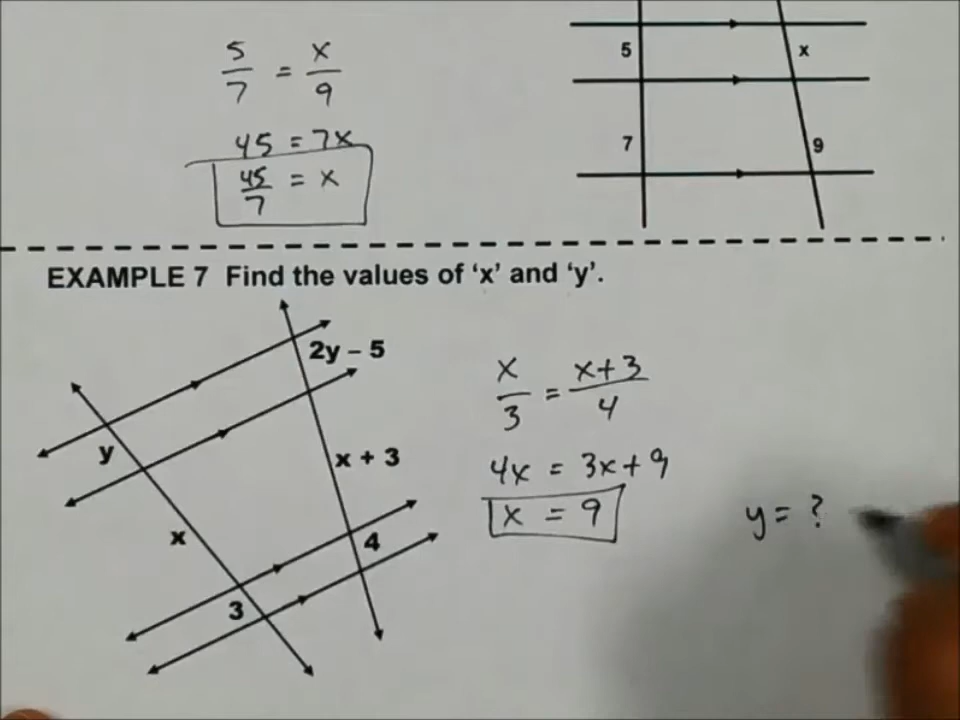 5/7 = x/9
45 = 7x
45/7 = x
5
x
7
9
EXAMPLE 7 Find the values of ‘x’ and ‘y’.
2y – 5
y
x + 3
x
4
3
x/3 = x+3/4
4x = 3x+9
x = 9
y = ?